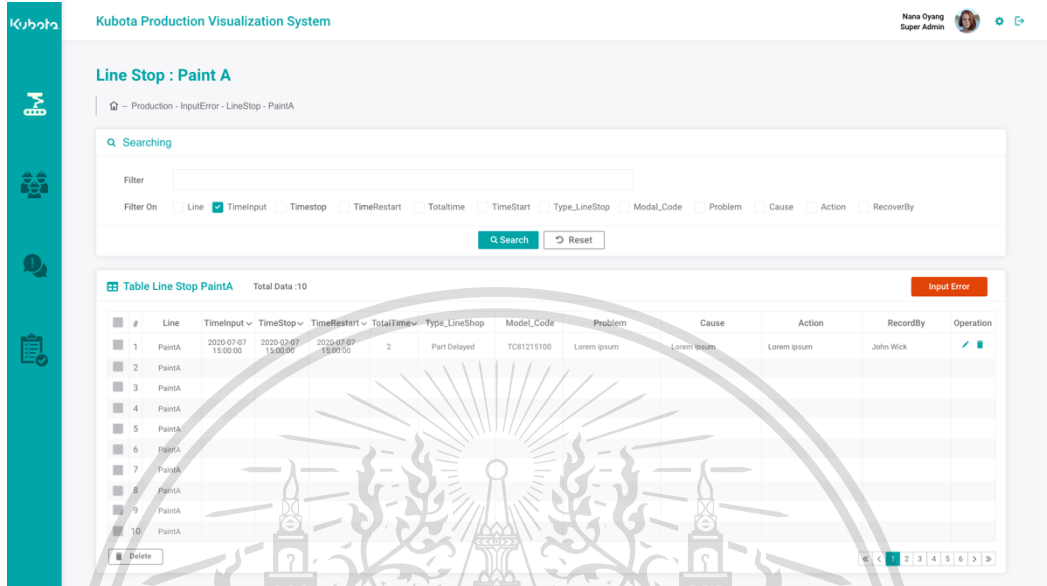 Kubota
Kubota Production Visualization System
Nana Oyang
Super Admin
Line Stop : Paint A
– Production - InputError - LineStop - PaintA
Searching
Filter
Filter On Line TimeInput Timestop TimeRestart Totaltime TimeStart Type_LineStop Modal_Code Problem Cause Action RecoverBy
Search Reset
Table Line Stop PaintA Total Data :10 Input Error
# Line TimeInput TimeStop TimeRestart TotalTime Type_LineShop Model_Code Problem Cause Action RecordBy Operation
1 PaintA 2020-07-07 15:00:00 2020-07-07 15:00:00 2020-07-07 15:00:00 2 Part Delayed TC81215100 Lorem ipsum Lorem ipsum. Lorem ipsum John Wick
2 PaintA
3 PaintA
4 PaintA
5 PaintA
6 PaintA
7 PaintA
8 PaintA
9 PaintA
10 PaintA
Delete « < 1 2 3 4 5 6 > »